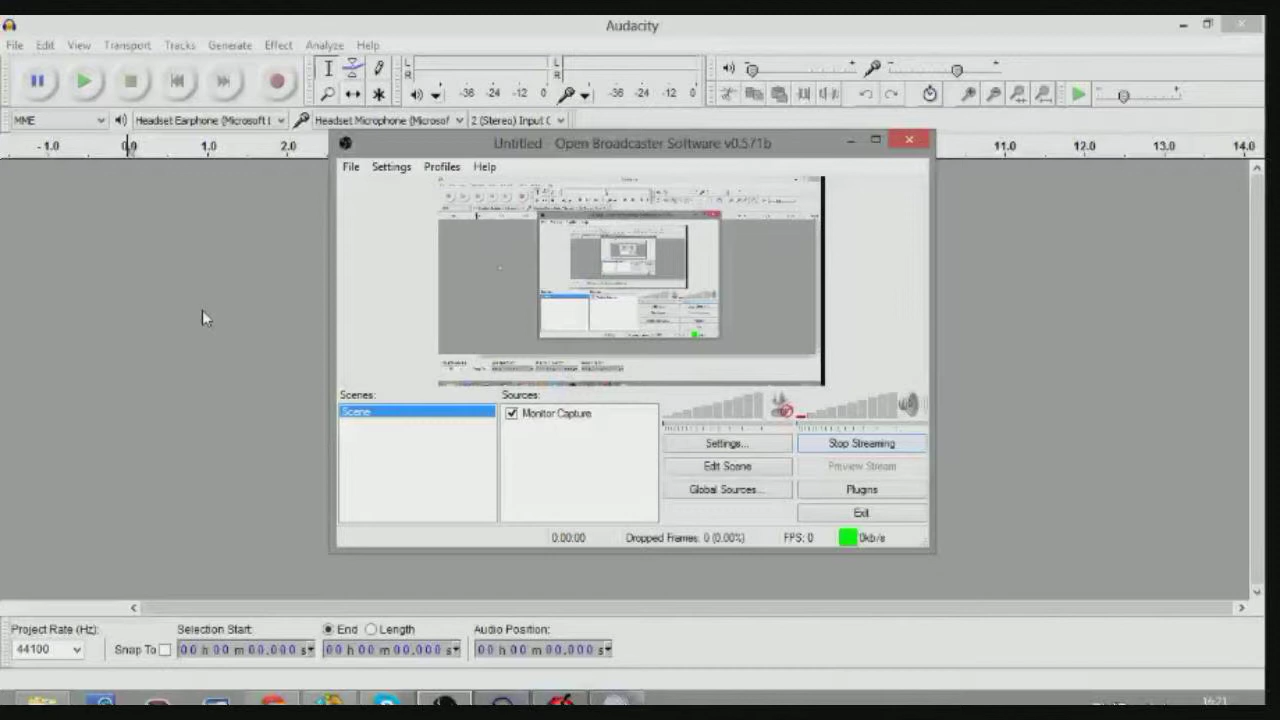 Audacity
File Edit View Transport Tracks Generate Effect Analyze Help
L
R
-36 -24 -12 0
L
R
-36 -24 -12 0
MME
Headset Earphone (Microsoft L
Headset Microphone (Microsof
2 (Stereo) Input C
-1.0 0.0 1.0 2.0 11.0 12.0 13.0 14.0
Untitled - Open Broadcaster Software v0.571b
File Settings Profiles Help
Scenes: Sources:
Scene
Monitor Capture
Settings... Stop Streaming
Edit Scene Preview Stream
Global Sources... Plugins
Exit
0:00:00 Dropped Frames: 0 (0.00%) FPS: 0 0kb/s
Project Rate (Hz): Selection Start: End Length Audio Position:
44100 Snap To 00 h 00 m 00.000 s 00 h 00 m 00.000 s 00 h 00 m 00.000 s
16:21